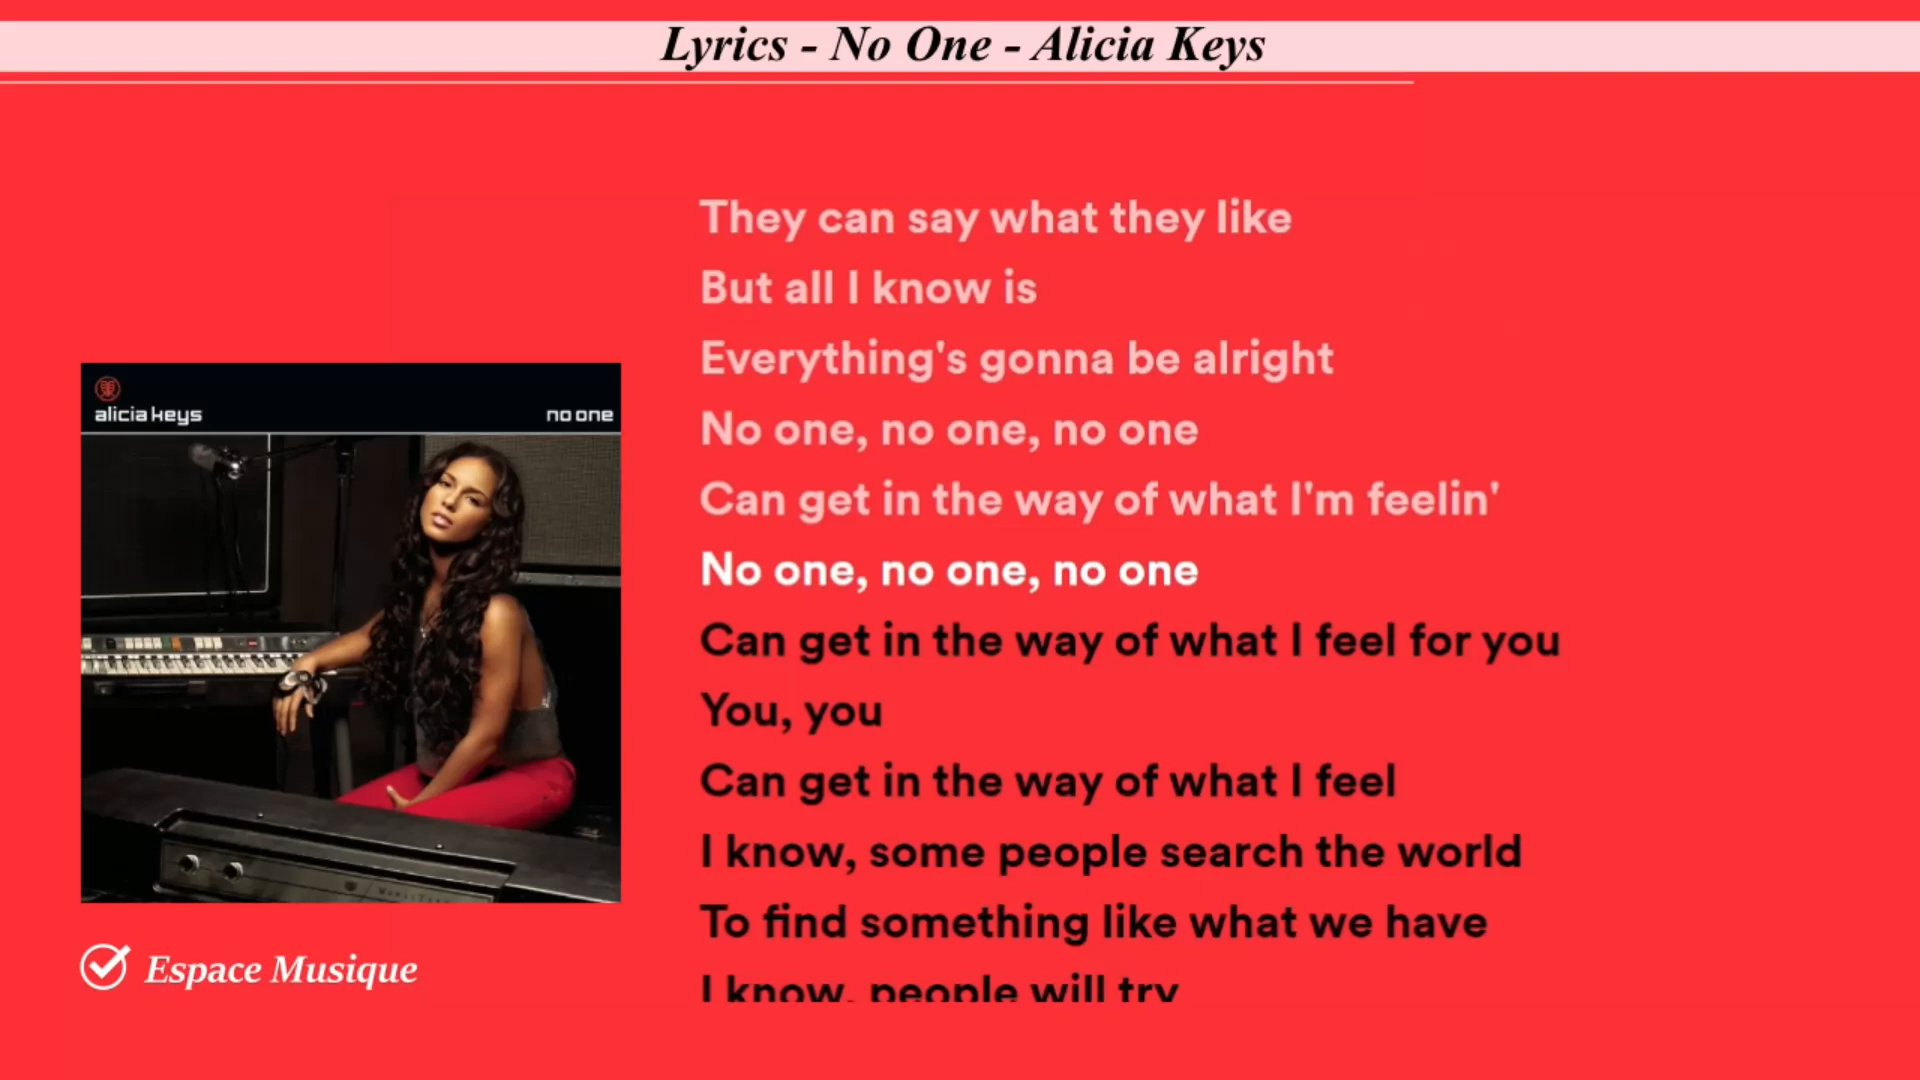 Lyrics - No One - Alicia Keys
They can say what they like
But all I know is
Everything's gonna be alright
No one, no one, no one
Can get in the way of what I'm feelin'
No one, no one, no one
Can get in the way of what I feel for you
You, you
Can get in the way of what I feel
I know, some people search the world
To find something like what we have
I know, people will try
alicia keys
no one
Espace Musique